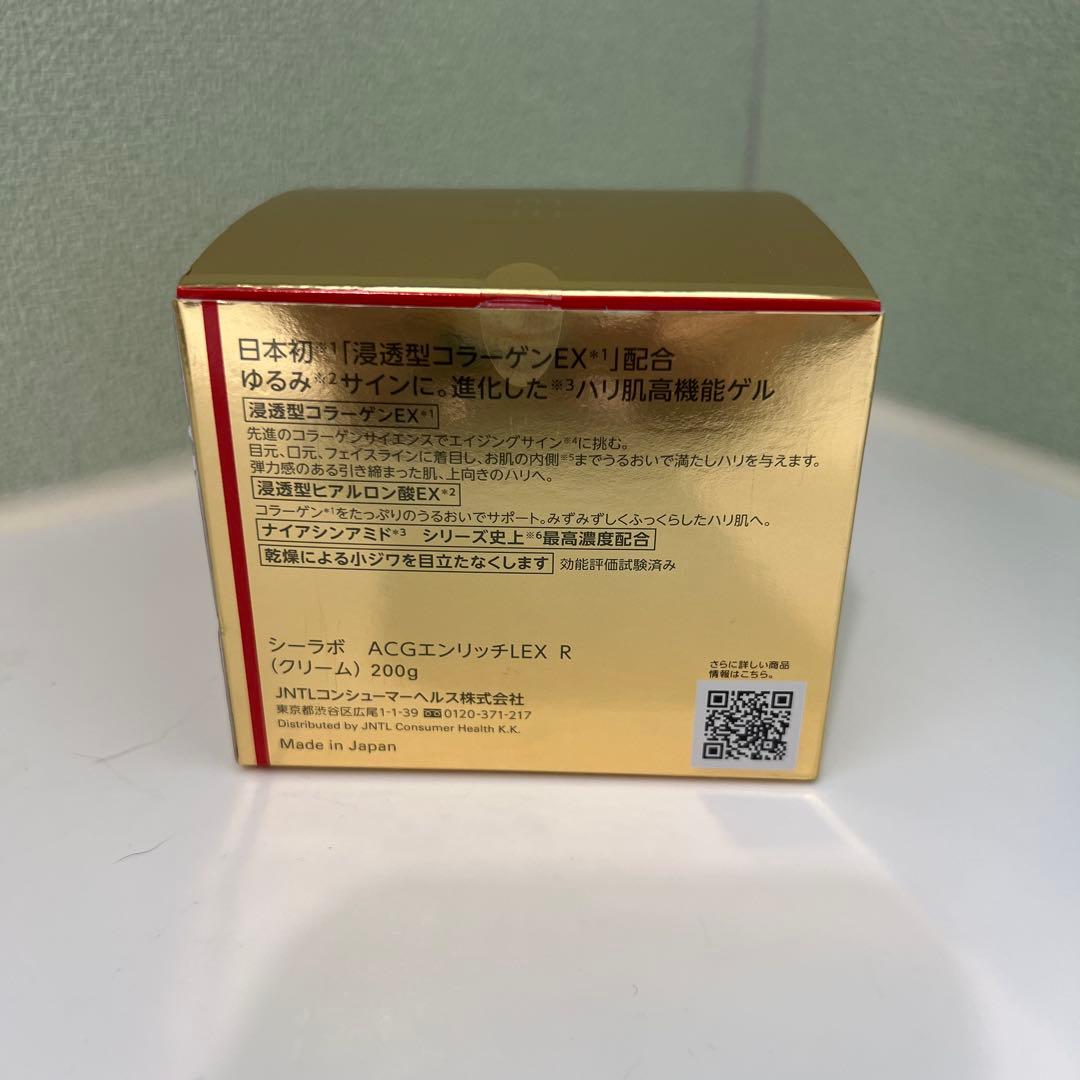 日本初※1「浸透型コラーゲンEX*1」配合
ゆるみ※2サインに。進化した※3ハリ肌高機能ゲル
浸透型コラーゲンEX*1
先進のコラーゲンサイエンスでエイジングサイン※4に挑む。
目元、口元、フェイスラインに着目し、お肌の内側※5までうるおいで満たしハリを与えます。
弾力感のある引き締まった肌、上向きのハリへ。
浸透型ヒアルロン酸EX*2
コラーゲン*1をたっぷりのうるおいでサポート。みずみずしくふっくらしたハリ肌へ。
ナイアシンアミド*3 シリーズ史上※6最高濃度配合
乾燥による小ジワを目立たなくします 効能評価試験済み
シーラボ ACGエンリッチLEX R
(クリーム) 200g
JNTLコンシューマーヘルス株式会社
東京都渋谷区広尾1-1-39 0120-371-217
Distributed by JNTL Consumer Health K.K.
Made in Japan
さらに詳しい商品
情報はこちら。